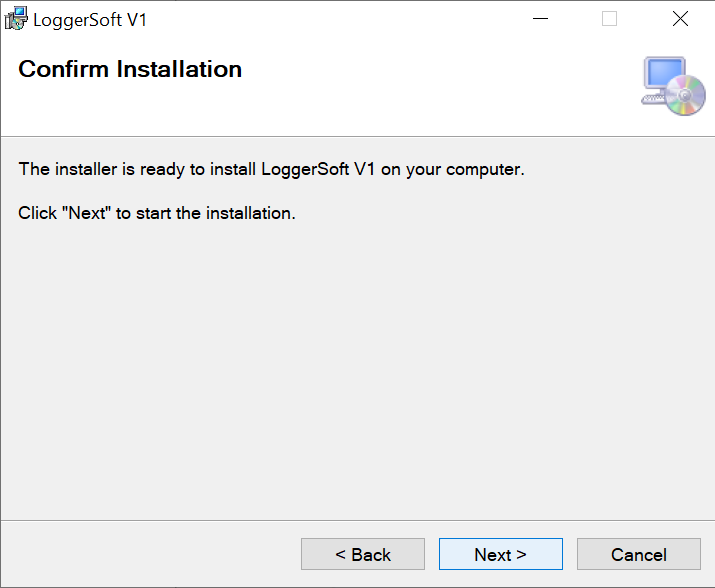 LoggerSoft V1
Confirm Installation
The installer is ready to install LoggerSoft V1 on your computer.
Click "Next" to start the installation.
< Back
Next >
Cancel